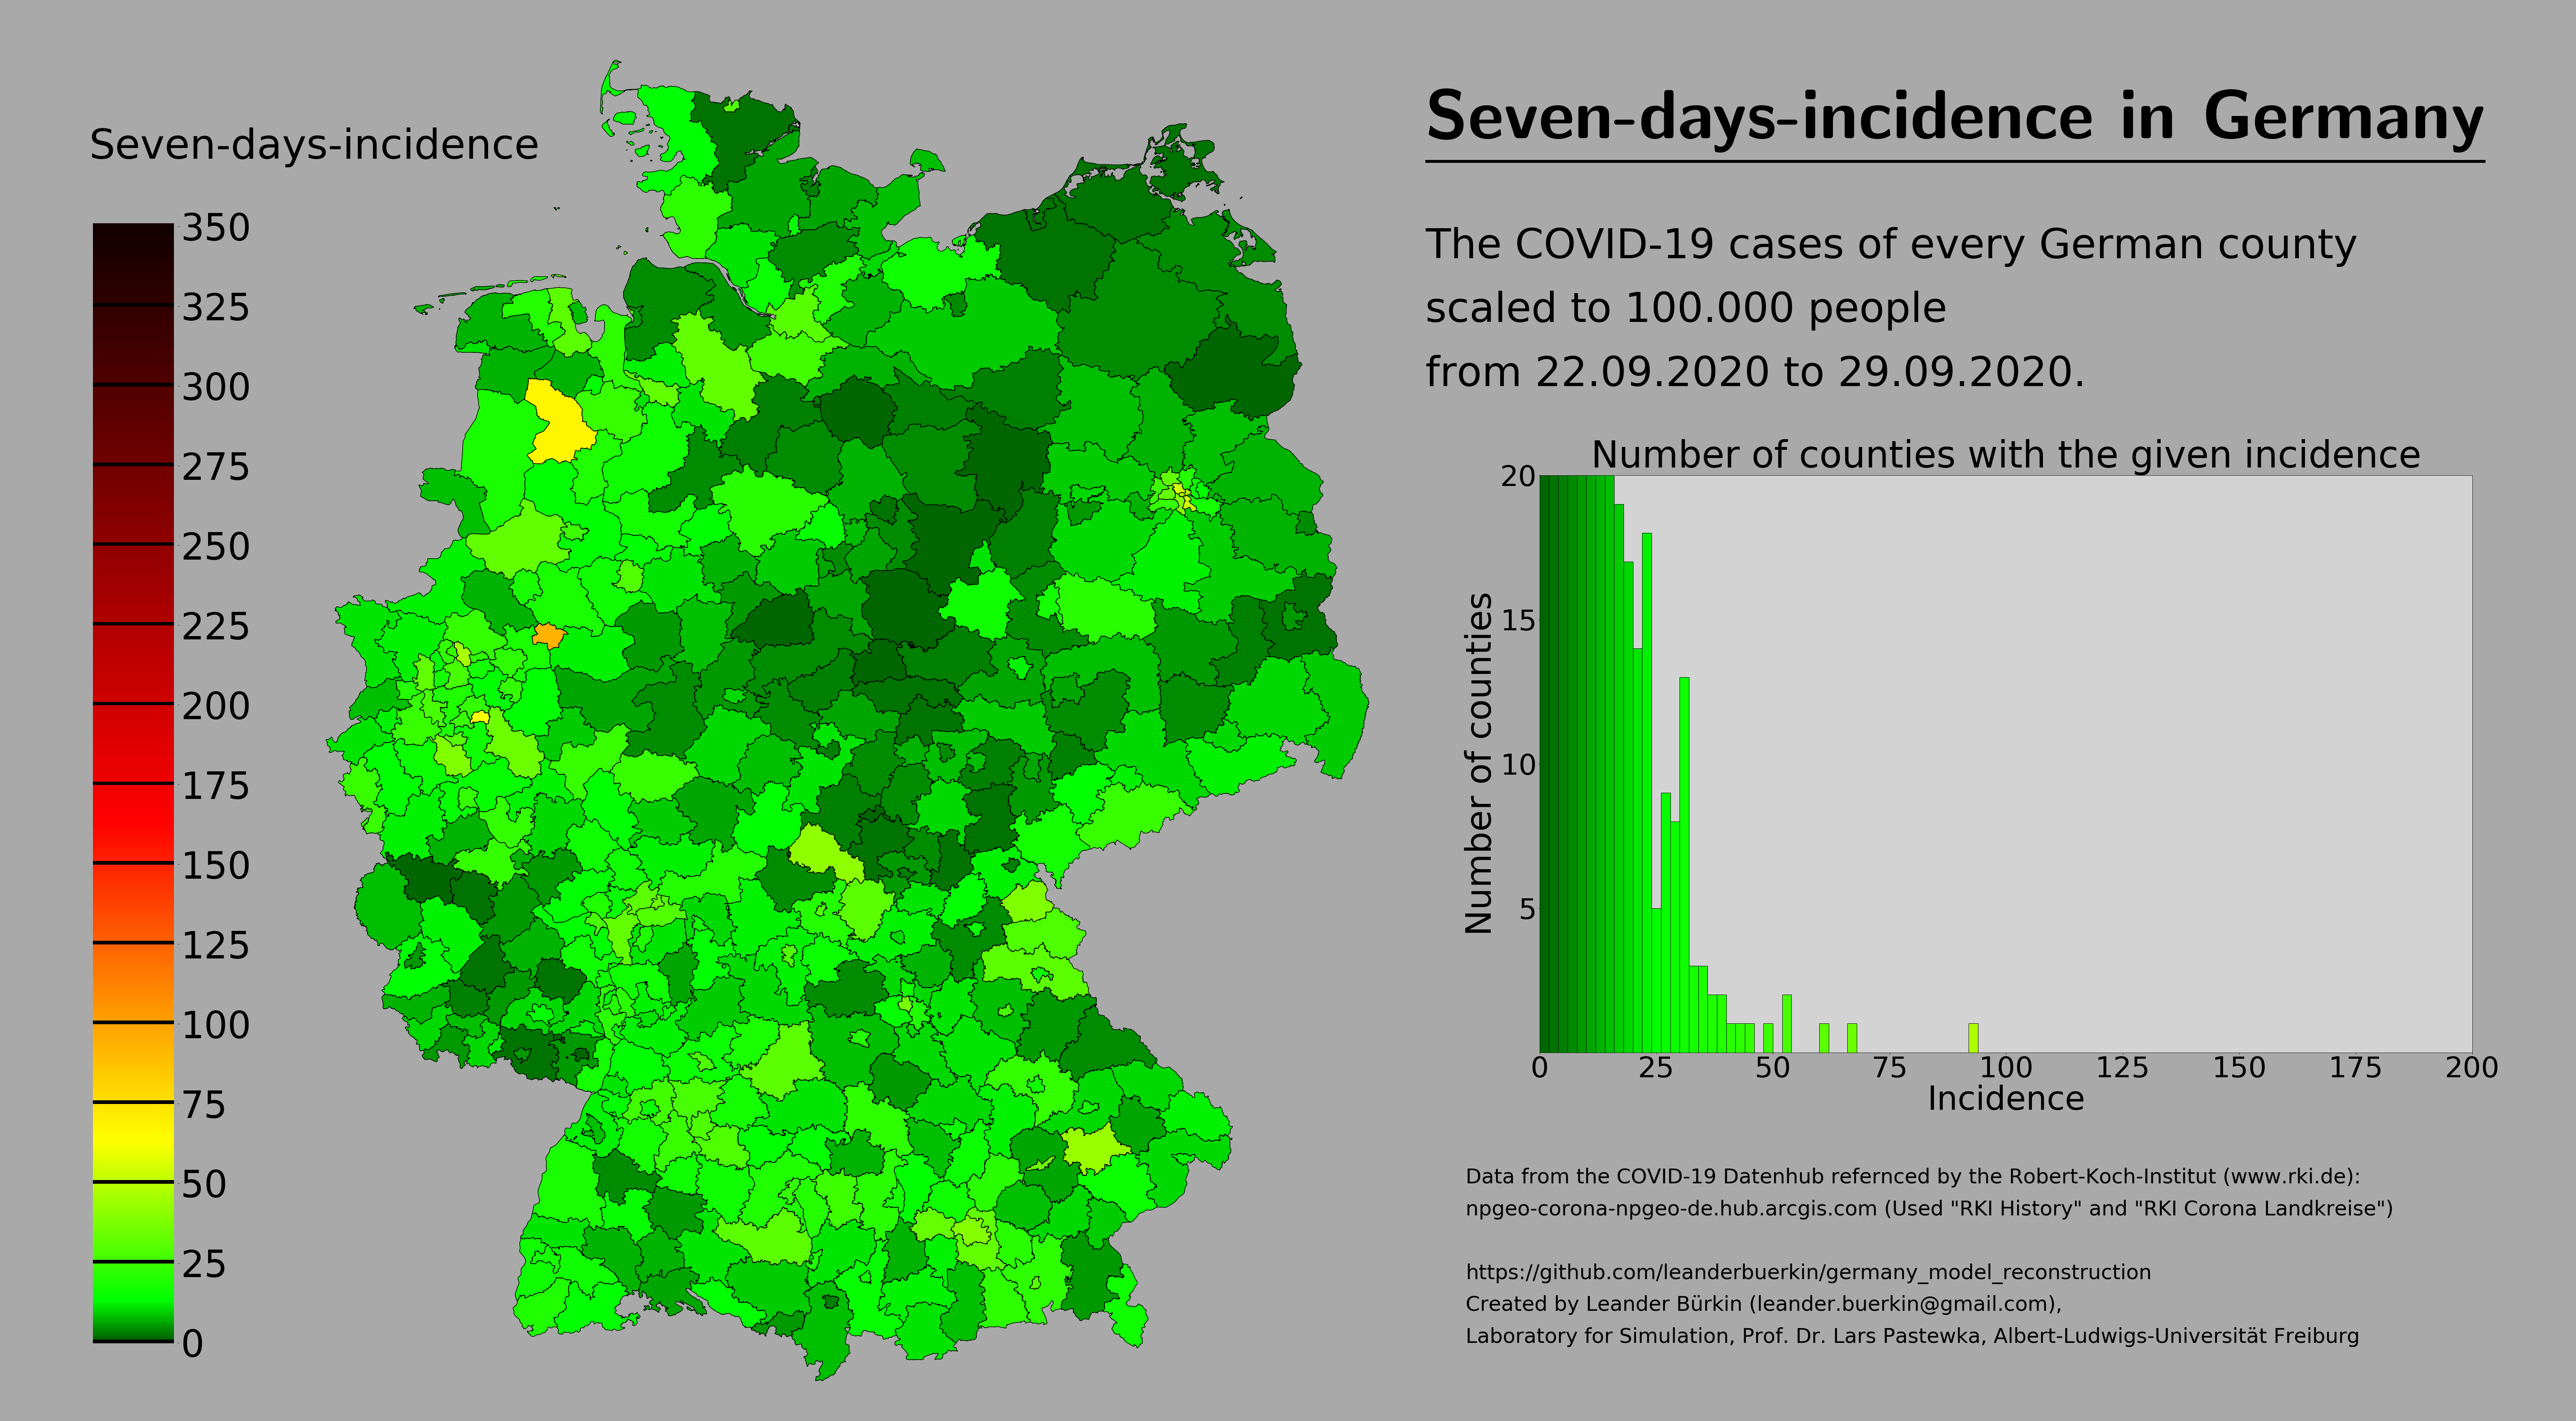 Seven-days-incidence
350
325
300
275
250
225
200
175
150
125
100
75
50
25
0
Seven-days-incidence in Germany
The COVID-19 cases of every German county
scaled to 100.000 people
from 22.09.2020 to 29.09.2020.
Number of counties with the given incidence
Number of counties
20
15
10
5
0 25 50 75 100 125 150 175 200
Incidence
Data from the COVID-19 Datenhub refernced by the Robert-Koch-Institut (www.rki.de):
npgeo-corona-npgeo-de.hub.arcgis.com (Used "RKI History" and "RKI Corona Landkreise")
https://github.com/leanderbuerkin/germany_model_reconstruction
Created by Leander Bürkin (leander.buerkin@gmail.com),
Laboratory for Simulation, Prof. Dr. Lars Pastewka, Albert-Ludwigs-Universität Freiburg